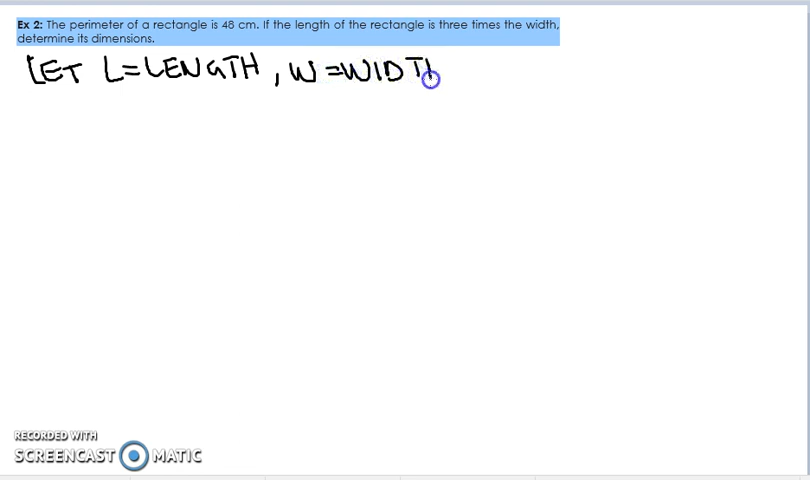 Ex 2: The perimeter of a rectangle is 48 cm. If the length of the rectangle is three times the width,
determine its dimensions.
LET L=LENGTH, W=WIDT
RECORDED WITH
SCREENCAST MATIC